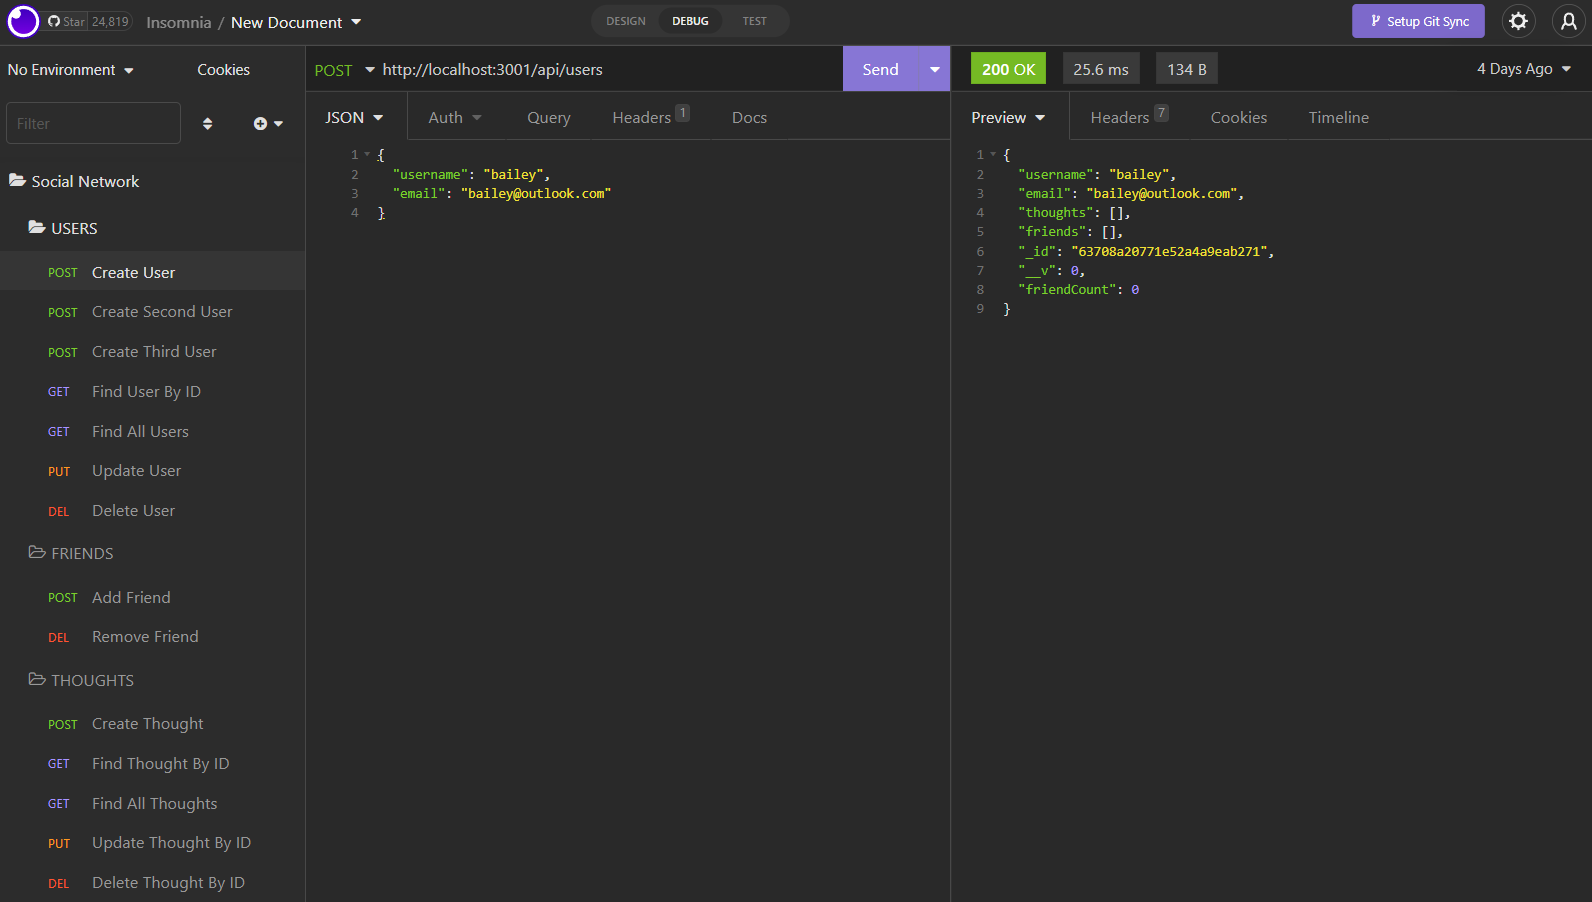 Star 24,819 Insomnia / New Document DESIGN DEBUG TEST Setup Git Sync
No Environment Cookies
POST http://localhost:3001/api/users Send
200 OK 25.6 ms 134 B 4 Days Ago
Filter
JSON Auth Query Headers 1 Docs
Preview Headers 7 Cookies Timeline
Social Network
USERS
POST Create User
POST Create Second User
POST Create Third User
GET Find User By ID
GET Find All Users
PUT Update User
DEL Delete User
FRIENDS
POST Add Friend
DEL Remove Friend
THOUGHTS
POST Create Thought
GET Find Thought By ID
GET Find All Thoughts
PUT Update Thought By ID
DEL Delete Thought By ID
1 {
2 "username": "bailey",
3 "email": "bailey@outlook.com"
4 }
1 {
2 "username": "bailey",
3 "email": "bailey@outlook.com",
4 "thoughts": [],
5 "friends": [],
6 "_id": "63708a20771e52a4a9eab271",
7 "__v": 0,
8 "friendCount": 0
9 }